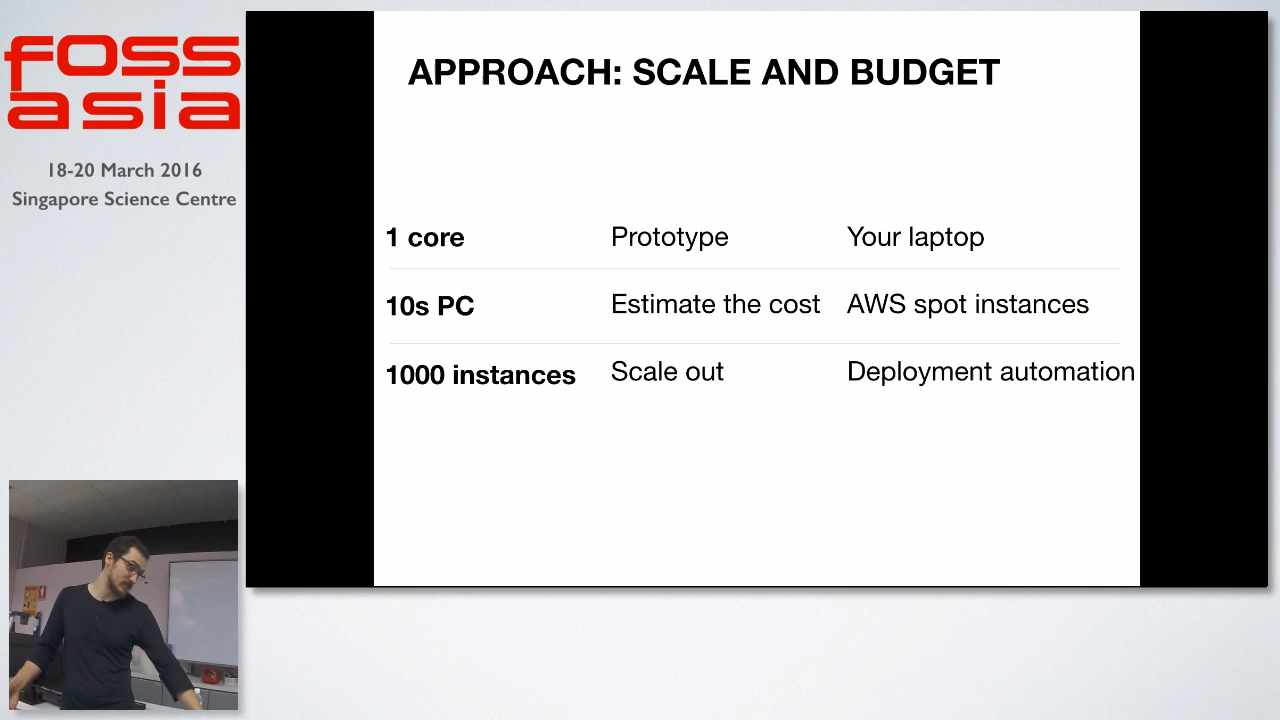 foss
asia
18-20 March 2016
Singapore Science Centre
APPROACH: SCALE AND BUDGET
1 core Prototype Your laptop
10s PC Estimate the cost AWS spot instances
1000 instances Scale out Deployment automation